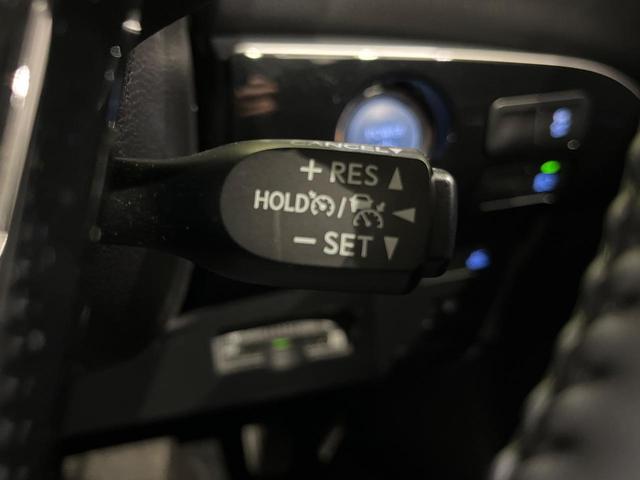 CANCEL
+ RES
HOLD /
− SET